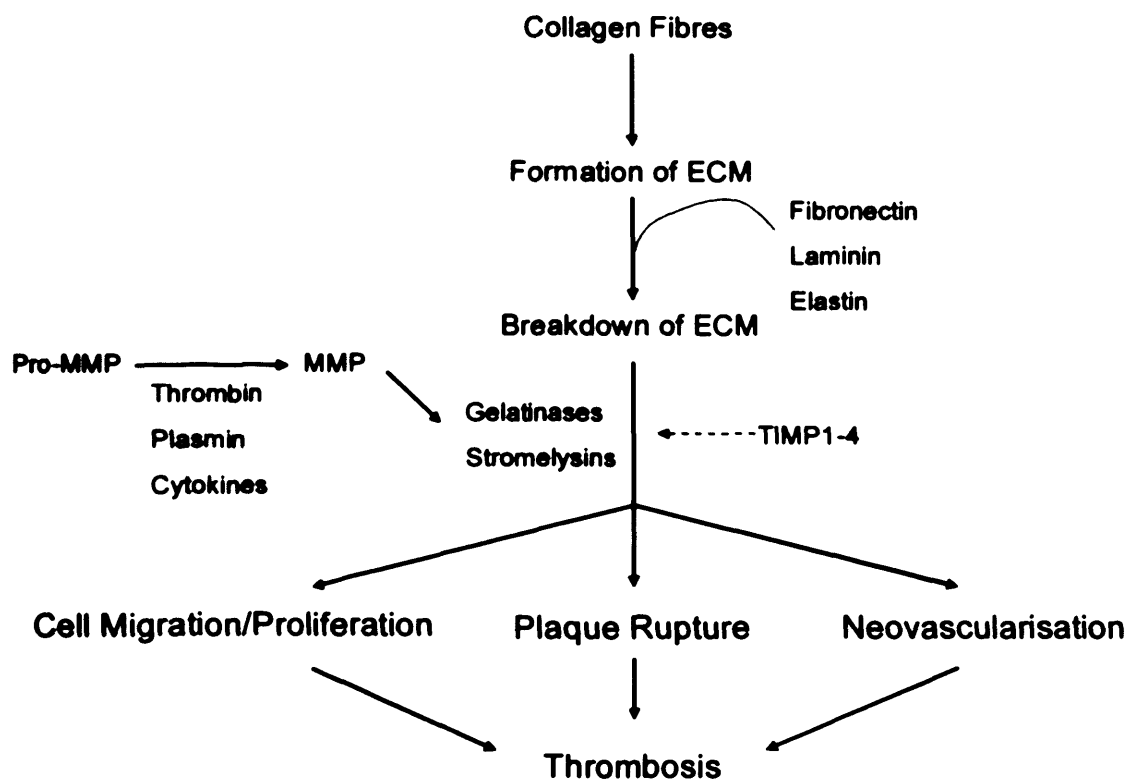 Collagen Fibres
Formation of ECM
Fibronectin
Laminin
Elastin
Breakdown of ECM
Pro-MMP
MMP
Thrombin
Plasmin
Cytokines
Gelatinases
Stromelysins
TIMP1-4
Cell Migration/Proliferation
Plaque Rupture
Neovascularisation
Thrombosis